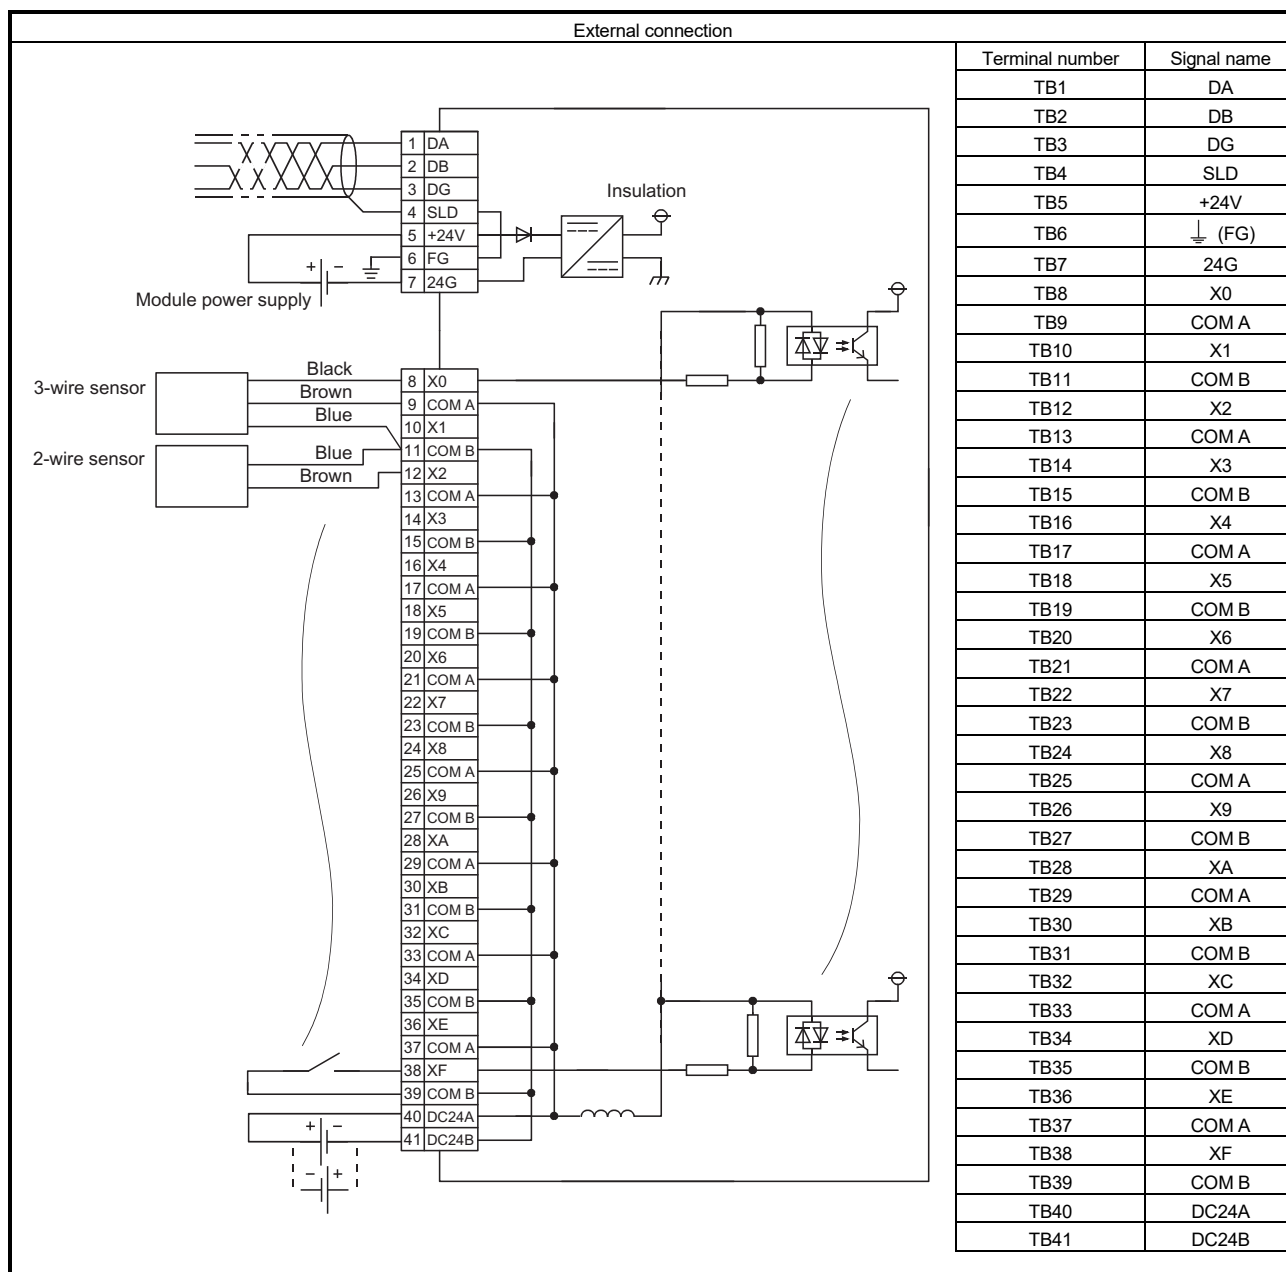 External connection
1 DA
2 DB
3 DG
4 SLD
5 +24V
6 FG
7 24G
Insulation
+ −
Module power supply
3-wire sensor
Black
Brown
Blue
2-wire sensor
Blue
Brown
8 X0
9 COM A
10 X1
11 COM B
12 X2
13 COM A
14 X3
15 COM B
16 X4
17 COM A
18 X5
19 COM B
20 X6
21 COM A
22 X7
23 COM B
24 X8
25 COM A
26 X9
27 COM B
28 XA
29 COM A
30 XB
31 COM B
32 XC
33 COM A
34 XD
35 COM B
36 XE
37 COM A
38 XF
39 COM B
40 DC24A
41 DC24B
+ −
− +
Terminal number Signal name
TB1 DA
TB2 DB
TB3 DG
TB4 SLD
TB5 +24V
TB6 (FG)
TB7 24G
TB8 X0
TB9 COM A
TB10 X1
TB11 COM B
TB12 X2
TB13 COM A
TB14 X3
TB15 COM B
TB16 X4
TB17 COM A
TB18 X5
TB19 COM B
TB20 X6
TB21 COM A
TB22 X7
TB23 COM B
TB24 X8
TB25 COM A
TB26 X9
TB27 COM B
TB28 XA
TB29 COM A
TB30 XB
TB31 COM B
TB32 XC
TB33 COM A
TB34 XD
TB35 COM B
TB36 XE
TB37 COM A
TB38 XF
TB39 COM B
TB40 DC24A
TB41 DC24B